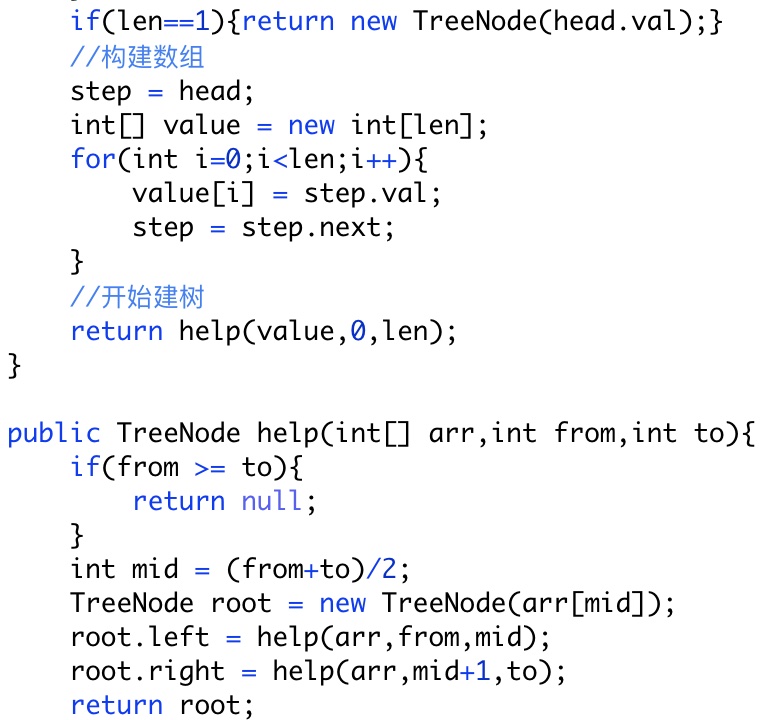 if(len==1){return new TreeNode(head.val);}
//构建数组
step = head;
int[] value = new int[len];
for(int i=0;i<len;i++){
value[i] = step.val;
step = step.next;
}
//开始建树
return help(value,0,len);
}
public TreeNode help(int[] arr,int from,int to){
if(from >= to){
return null;
}
int mid = (from+to)/2;
TreeNode root = new TreeNode(arr[mid]);
root.left = help(arr,from,mid);
root.right = help(arr,mid+1,to);
return root;